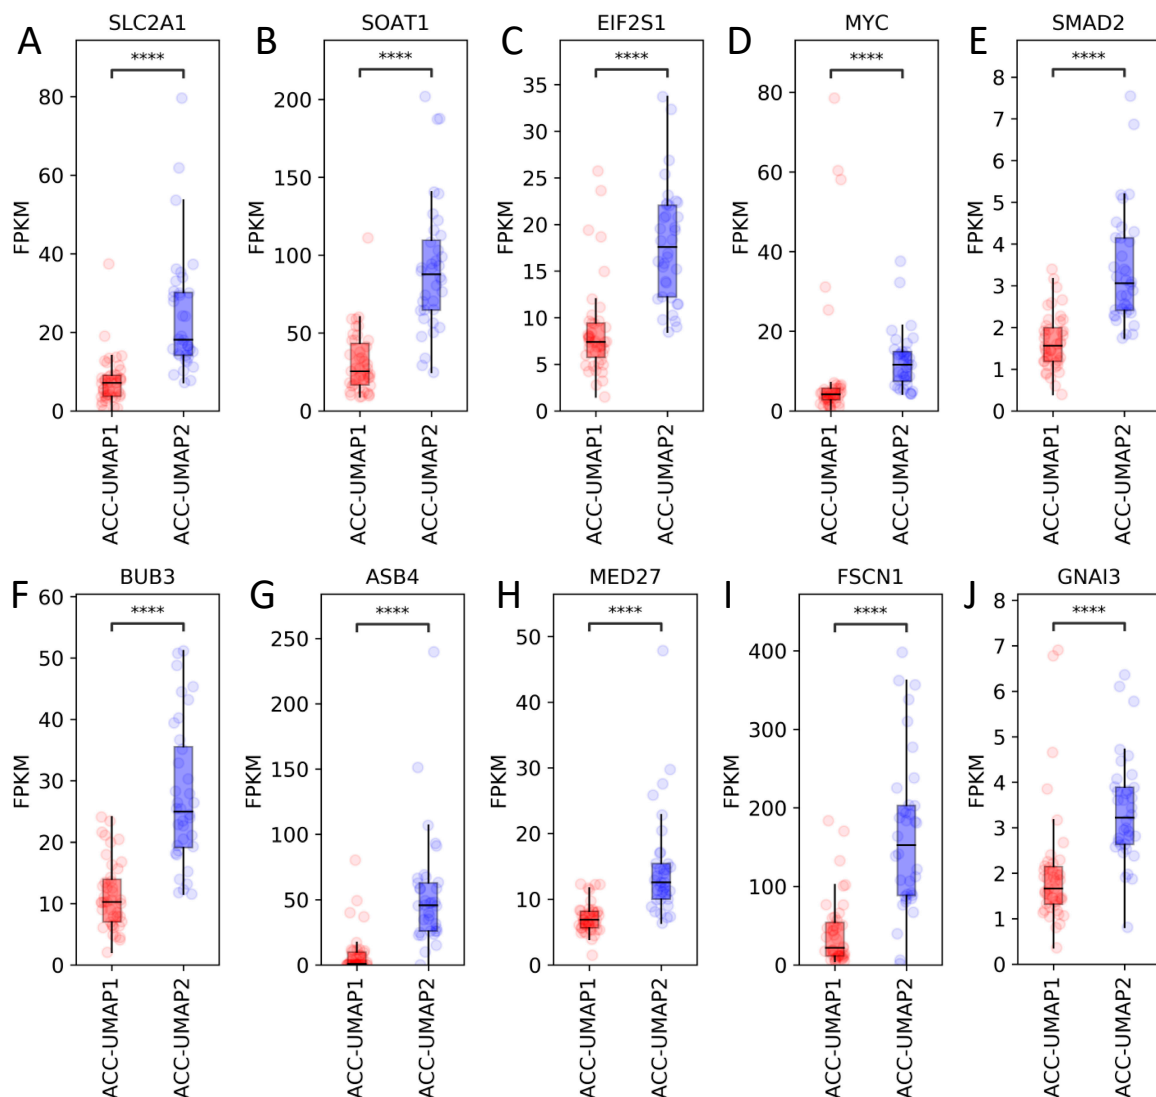 A SLC2A1
B SOAT1
C EIF2S1
D MYC
E SMAD2
**** **** **** **** ****
FPKM
80
60
40
20
0
FPKM
200
150
100
50
0
FPKM
35
30
25
20
15
10
5
0
FPKM
80
60
40
20
0
FPKM
8
7
6
5
4
3
2
1
0
ACC-UMAP1 ACC-UMAP2
ACC-UMAP1 ACC-UMAP2
ACC-UMAP1 ACC-UMAP2
ACC-UMAP1 ACC-UMAP2
ACC-UMAP1 ACC-UMAP2
F BUB3
G ASB4
H MED27
I FSCN1
J GNAI3
**** **** **** **** ****
FPKM
60
50
40
30
20
10
0
FPKM
250
200
150
100
50
0
FPKM
50
40
30
20
10
0
FPKM
400
300
200
100
0
FPKM
8
7
6
5
4
3
2
1
0
ACC-UMAP1 ACC-UMAP2
ACC-UMAP1 ACC-UMAP2
ACC-UMAP1 ACC-UMAP2
ACC-UMAP1 ACC-UMAP2
ACC-UMAP1 ACC-UMAP2